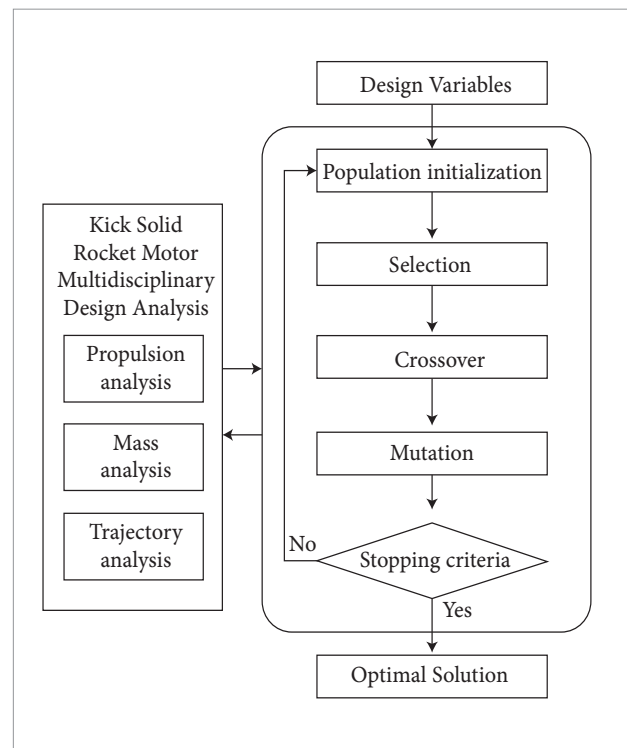 Design Variables
Population initialization
Kick Solid
Rocket Motor
Multidisciplinary
Design Analysis
Selection
Propulsion
analysis
Crossover
Mass
analysis
Mutation
Trajectory
analysis
No
Stopping criteria
Yes
Optimal Solution